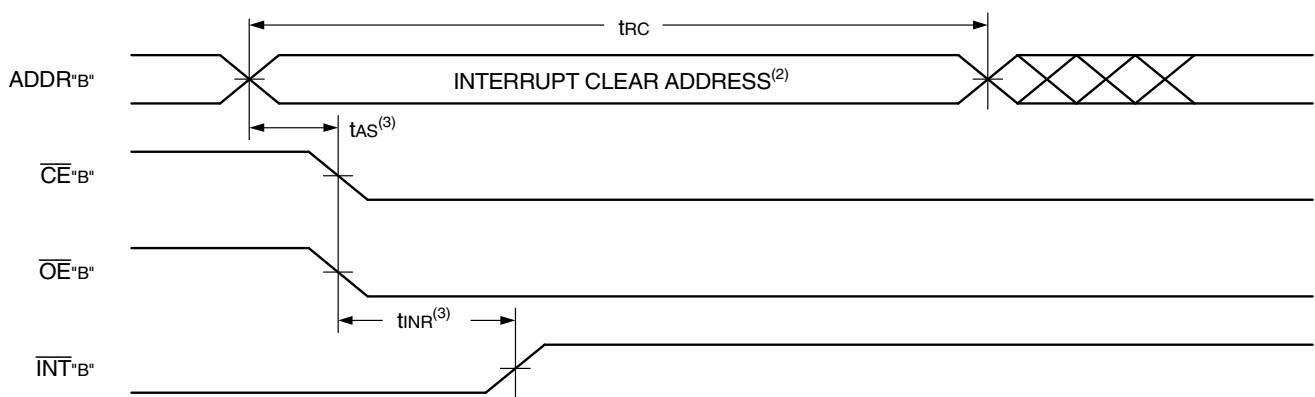 tRC
ADDR"B"
INTERRUPT CLEAR ADDRESS(2)
tAS(3)
CE"B"
OE"B"
tINR(3)
INT"B"